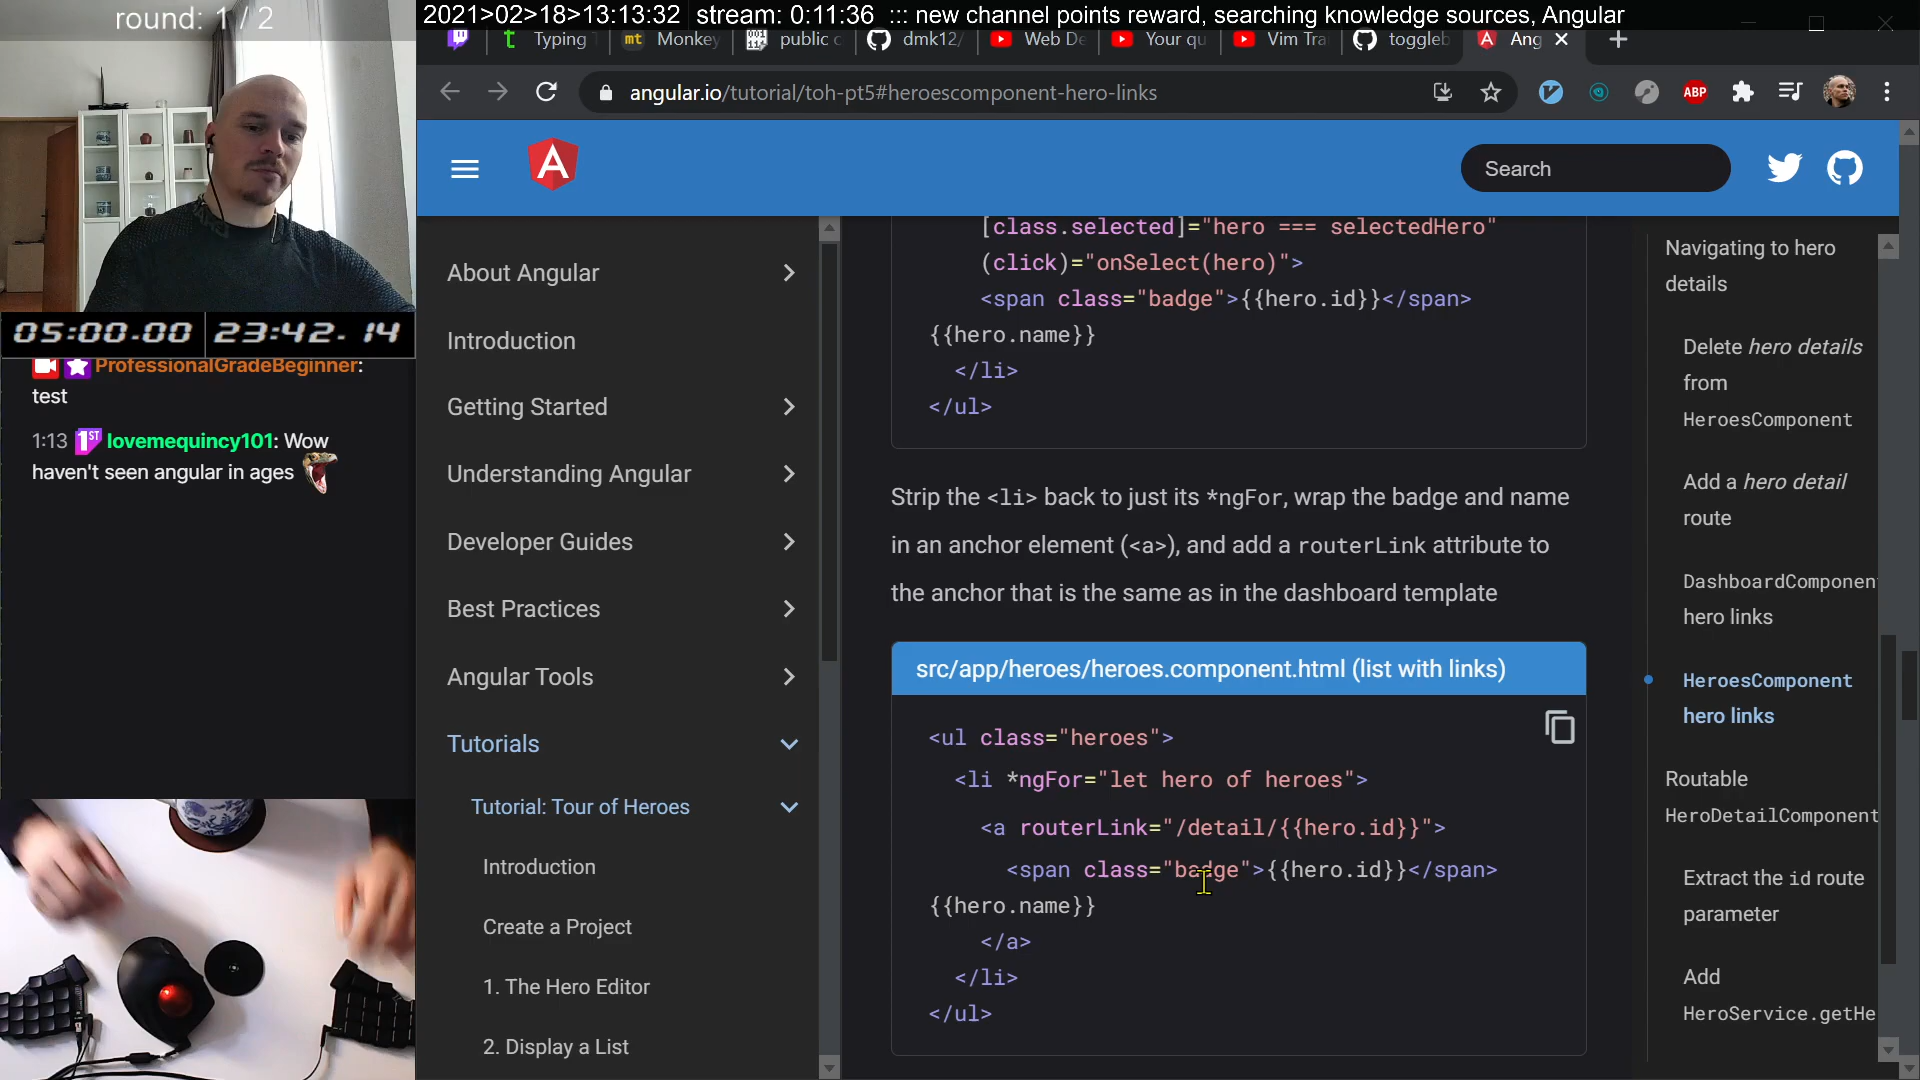 round: 1 / 2
2021>02>18>13:13:32 stream: 0:11:36 ::: new channel points reward, searching knowledge sources, Angular
Typing
Monkey
public c
dmk12/
Web De
Your qu
Vim Tra
toggleb
Ang
angular.io/tutorial/toh-pt5#heroescomponent-hero-links
ABP
Search
05:00.00 23:42.14
ProfessionalGradeBeginner:
test
1:13 1ST lovemequincy101: Wow
haven't seen angular in ages
About Angular
Introduction
Getting Started
Understanding Angular
Developer Guides
Best Practices
Angular Tools
Tutorials
Tutorial: Tour of Heroes
Introduction
Create a Project
1. The Hero Editor
2. Display a List
[class.selected]="hero === selectedHero"
(click)="onSelect(hero)">
<span class="badge">{{hero.id}}</span>
{{hero.name}}
</li>
</ul>
Strip the <li> back to just its *ngFor, wrap the badge and name
in an anchor element (<a>), and add a routerLink attribute to
the anchor that is the same as in the dashboard template
src/app/heroes/heroes.component.html (list with links)
<ul class="heroes">
<li *ngFor="let hero of heroes">
<a routerLink="/detail/{{hero.id}}">
<span class="badge">{{hero.id}}</span>
{{hero.name}}
</a>
</li>
</ul>
Navigating to hero
details
Delete hero details
from
HeroesComponent
Add a hero detail
route
DashboardComponen
hero links
HeroesComponent
hero links
Routable
HeroDetailComponent
Extract the id route
parameter
Add
HeroService.getHe